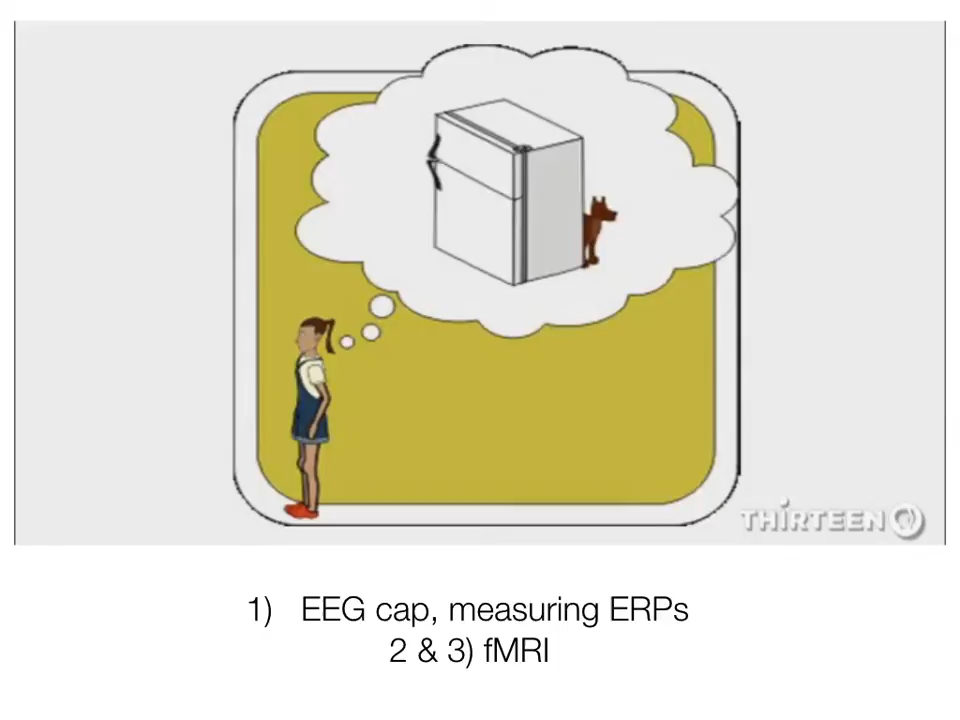 THIRTEEN
1) EEG cap, measuring ERPs
2 & 3) fMRI